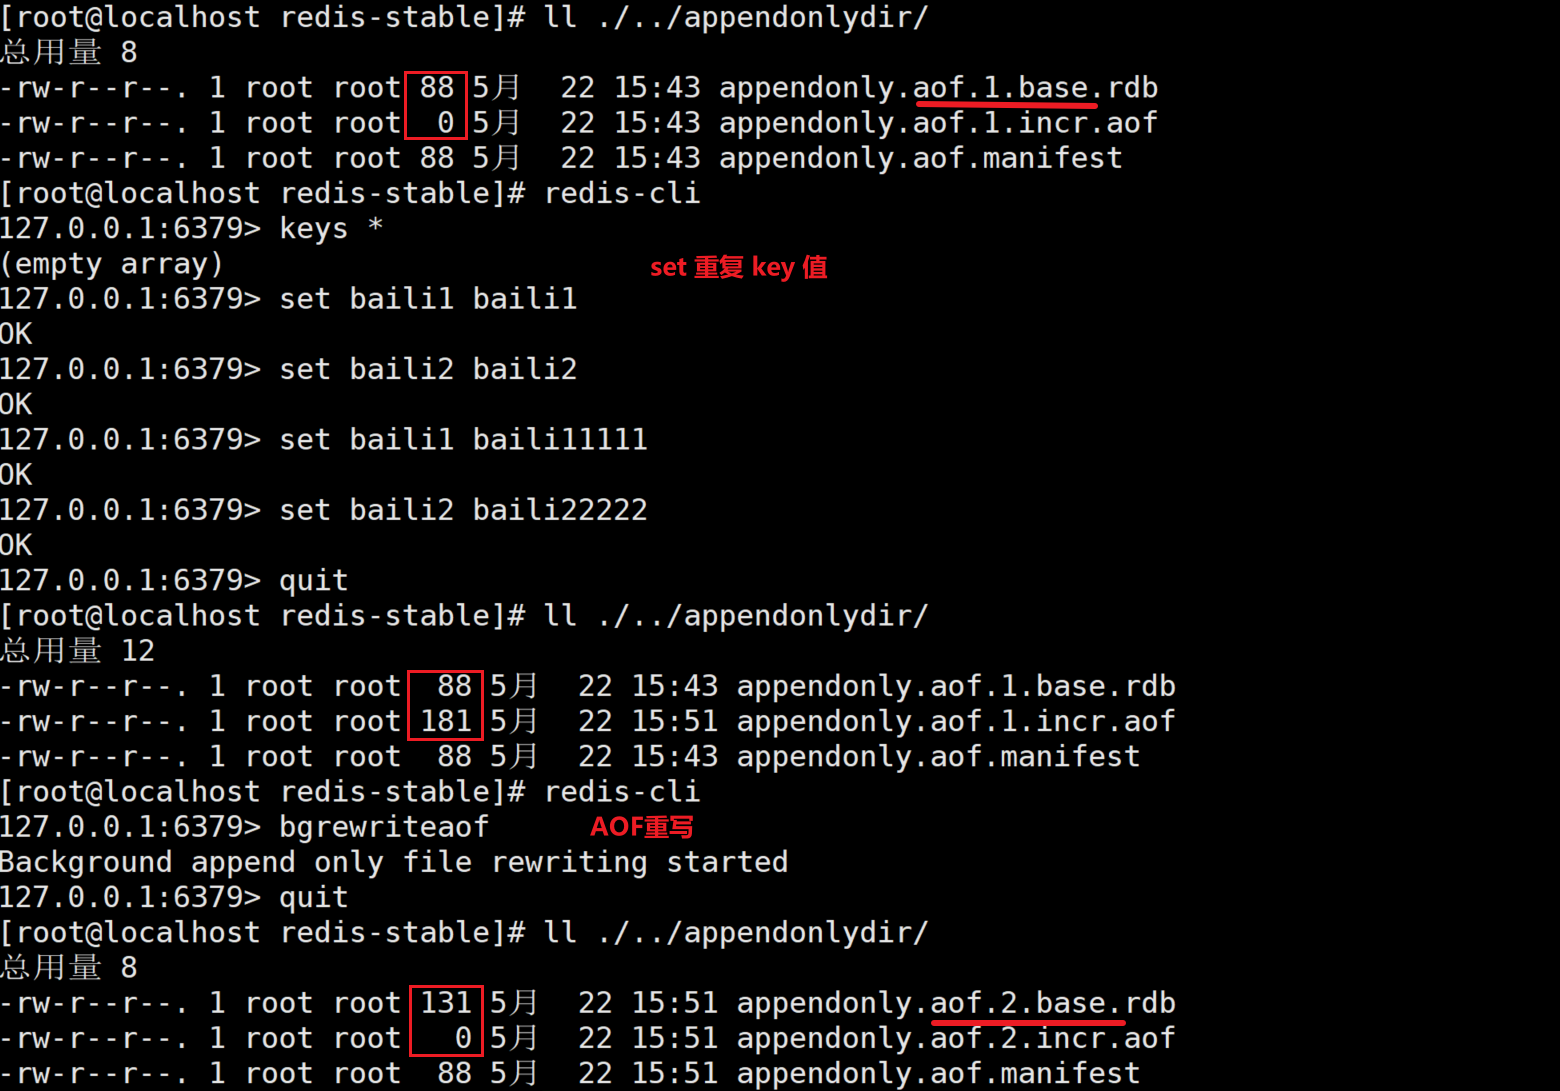 [root@localhost redis-stable]# ll ./../appendonlydir/
总用量 8
-rw-r--r--. 1 root root 88 5月  22 15:43 appendonly.aof.1.base.rdb
-rw-r--r--. 1 root root  0 5月  22 15:43 appendonly.aof.1.incr.aof
-rw-r--r--. 1 root root 88 5月  22 15:43 appendonly.aof.manifest
[root@localhost redis-stable]# redis-cli
127.0.0.1:6379> keys *
(empty array)
set 重复 key 值
127.0.0.1:6379> set baili1 baili1
OK
127.0.0.1:6379> set baili2 baili2
OK
127.0.0.1:6379> set baili1 baili11111
OK
127.0.0.1:6379> set baili2 baili22222
OK
127.0.0.1:6379> quit
[root@localhost redis-stable]# ll ./../appendonlydir/
总用量 12
-rw-r--r--. 1 root root  88 5月  22 15:43 appendonly.aof.1.base.rdb
-rw-r--r--. 1 root root 181 5月  22 15:51 appendonly.aof.1.incr.aof
-rw-r--r--. 1 root root  88 5月  22 15:43 appendonly.aof.manifest
[root@localhost redis-stable]# redis-cli
127.0.0.1:6379> bgrewriteaof AOF重写
Background append only file rewriting started
127.0.0.1:6379> quit
[root@localhost redis-stable]# ll ./../appendonlydir/
总用量 8
-rw-r--r--. 1 root root 131 5月  22 15:51 appendonly.aof.2.base.rdb
-rw-r--r--. 1 root root   0 5月  22 15:51 appendonly.aof.2.incr.aof
-rw-r--r--. 1 root root  88 5月  22 15:51 appendonly.aof.manifest